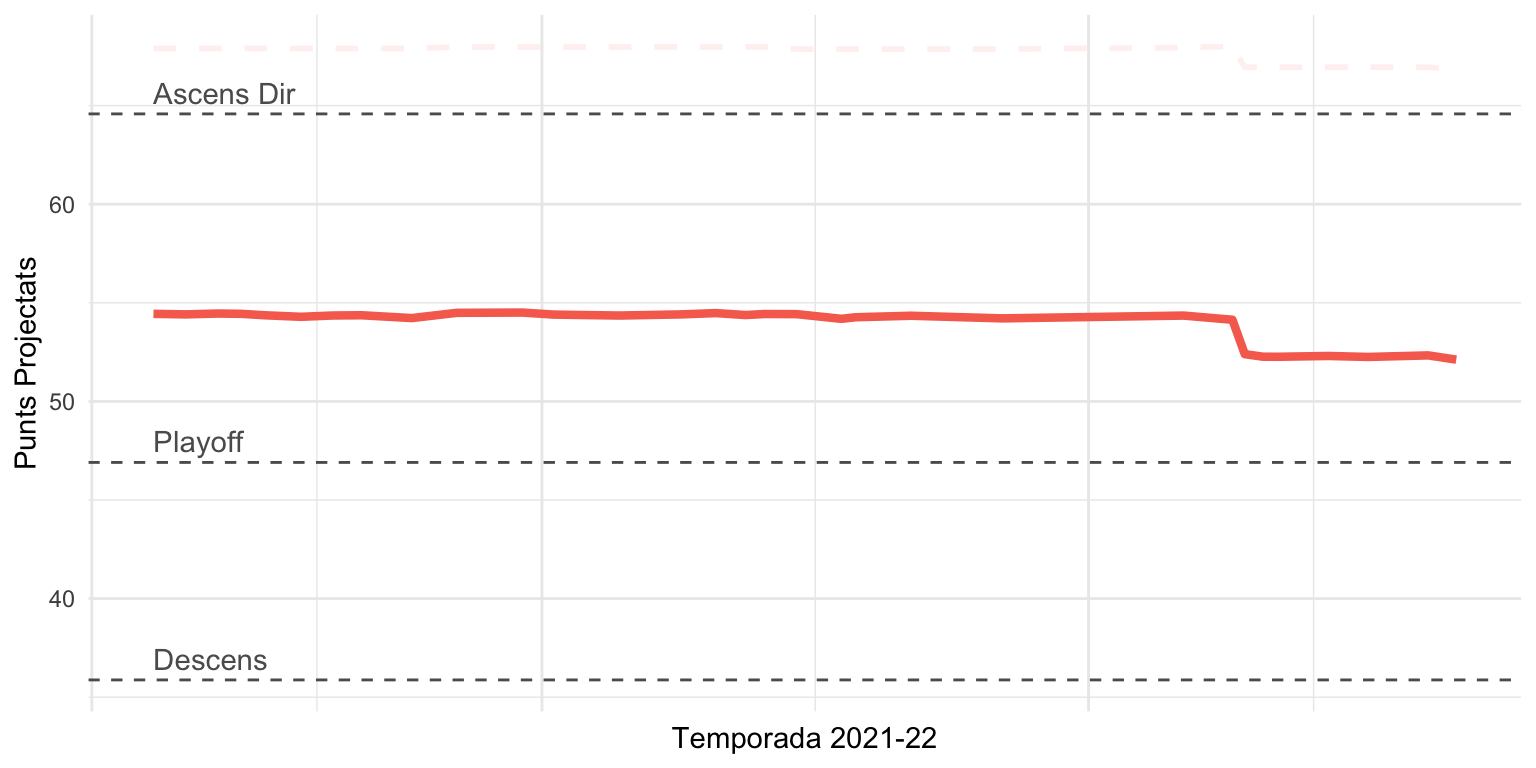 Ascens Dir
60
Punts Projectats
50
Playoff
40
Descens
Temporada 2021-22